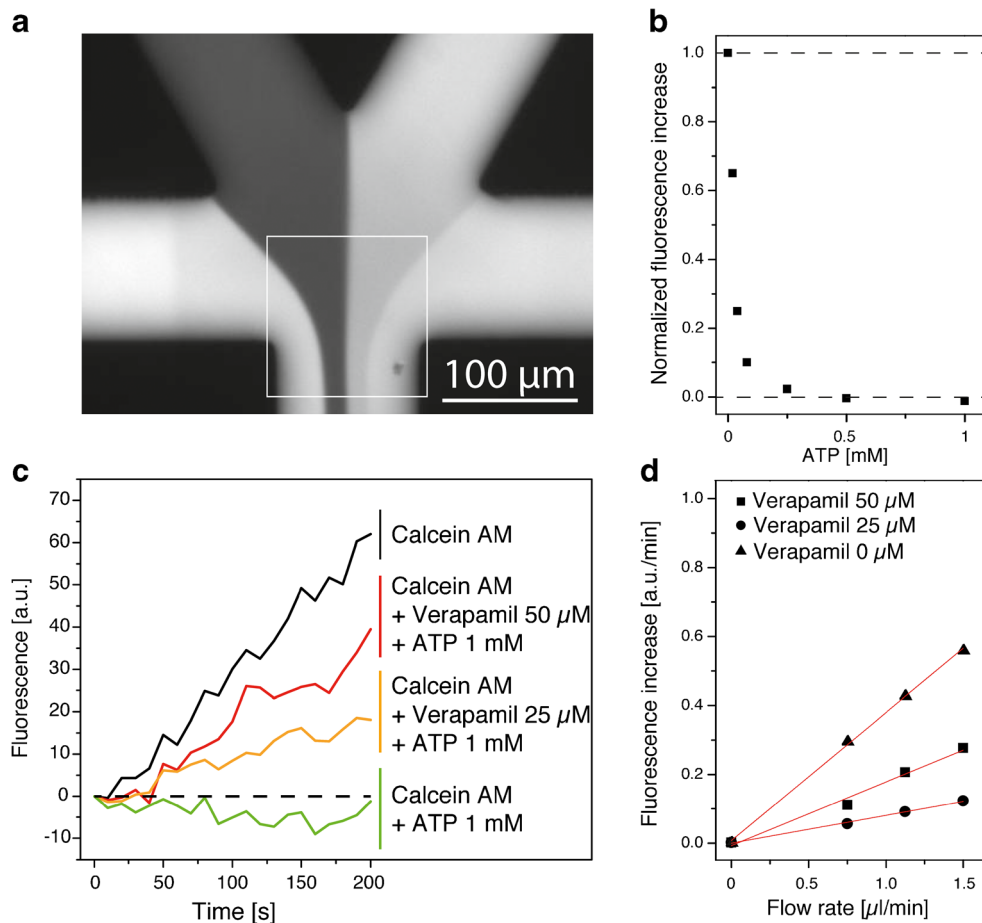 a
100 µm
b
Normalized fluorescence increase
1.0
0.8
0.6
0.4
0.2
0.0
0
0.5
1
ATP [mM]
c
Fluorescence [a.u.]
70
60
50
40
30
20
10
0
-10
0
50
100
150
200
Time [s]
Calcein AM
Calcein AM
+ Verapamil 50 µM
+ ATP 1 mM
Calcein AM
+ Verapamil 25 µM
+ ATP 1 mM
Calcein AM
+ ATP 1 mM
d
Fluorescence increase [a.u./min]
1.0
0.8
0.6
0.4
0.2
0.0
Verapamil 50 µM
Verapamil 25 µM
Verapamil 0 µM
0
0.5
1.0
1.5
Flow rate [µl/min]